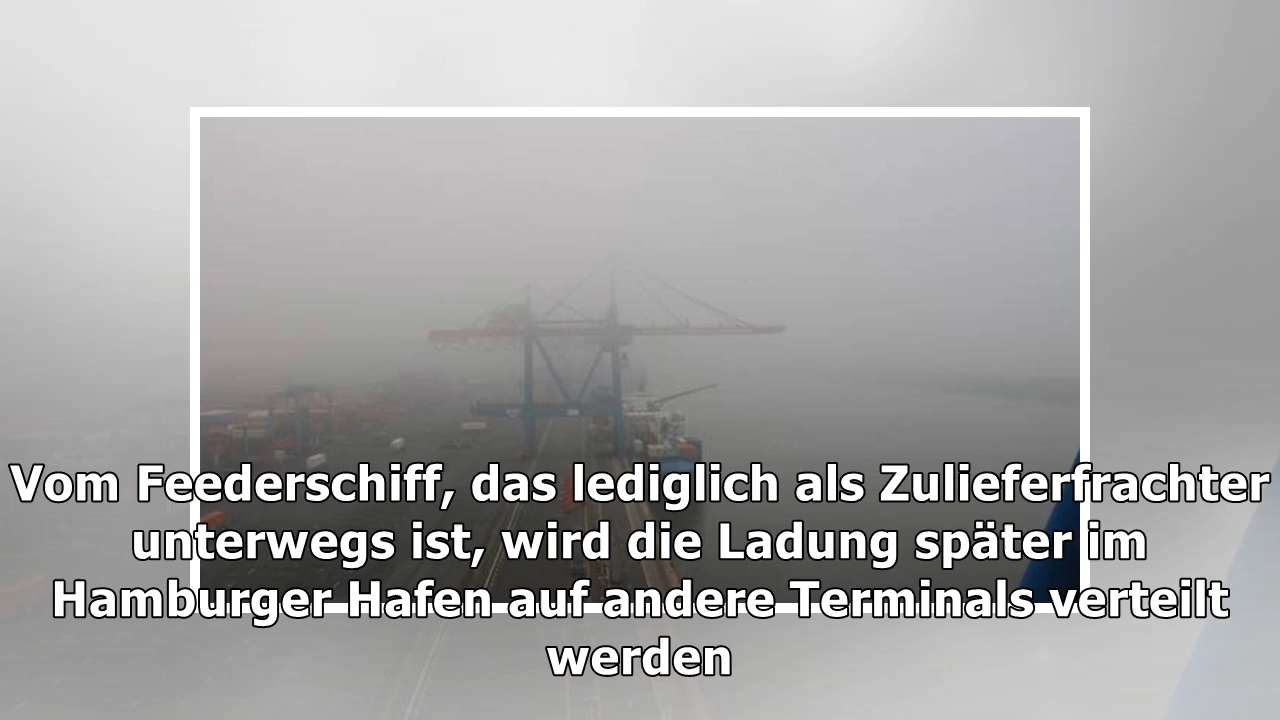 Vom Feederschiff, das lediglich als Zulieferfrachter
unterwegs ist, wird die Ladung später im
Hamburger Hafen auf andere Terminals verteilt
werden